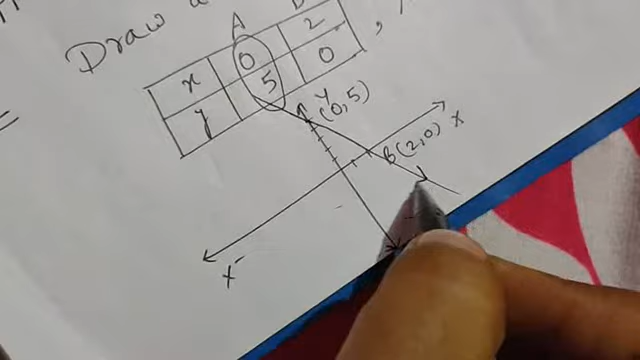 Draw a
A B
x 0 2
y 5 0
Y
(0,5)
B(2,0) X
X'